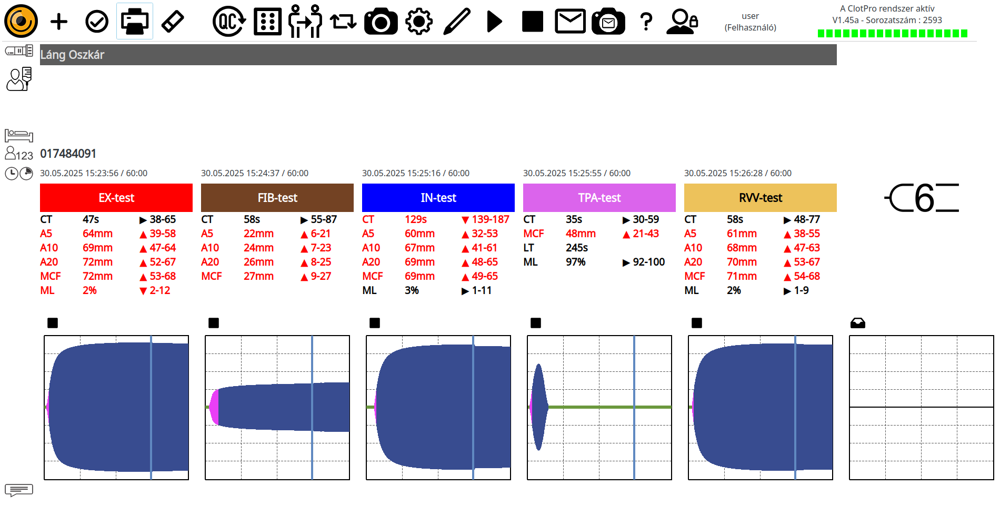 QC
?
user
(Felhasználó)
A ClotPro rendszer aktív
V1.45a - Sorozatszám : 2593
Láng Oszkár
123 017484091
30.05.2025 15:23:56 / 60:00
30.05.2025 15:24:37 / 60:00
30.05.2025 15:25:16 / 60:00
30.05.2025 15:25:55 / 60:00
30.05.2025 15:26:28 / 60:00
EX-test
CT 47s ▶ 38-65
A5 64mm ▲ 39-58
A10 69mm ▲ 47-64
A20 72mm ▲ 52-67
MCF 72mm ▲ 53-68
ML 2% ▼ 2-12
FIB-test
CT 58s ▶ 55-87
A5 22mm ▲ 6-21
A10 24mm ▲ 7-23
A20 26mm ▲ 8-25
MCF 27mm ▲ 9-27
IN-test
CT 129s ▼ 139-187
A5 60mm ▲ 32-53
A10 67mm ▲ 41-61
A20 69mm ▲ 48-65
MCF 69mm ▲ 49-65
ML 3% ▶ 1-11
TPA-test
CT 35s ▶ 30-59
MCF 48mm ▲ 21-43
LT 245s
ML 97% ▶ 92-100
RVV-test
CT 58s ▶ 48-77
A5 61mm ▲ 38-55
A10 68mm ▲ 47-63
A20 70mm ▲ 53-67
MCF 71mm ▲ 54-68
ML 2% ▶ 1-9
6